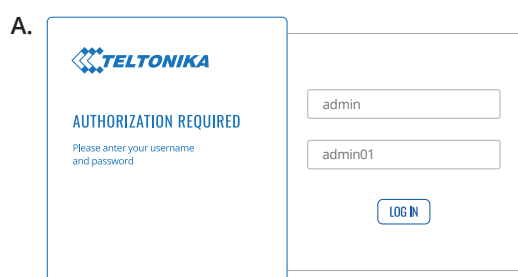 A.
TELTONIKA
AUTHORIZATION REQUIRED
Please anter your username
and password
admin
admin01
LOG IN